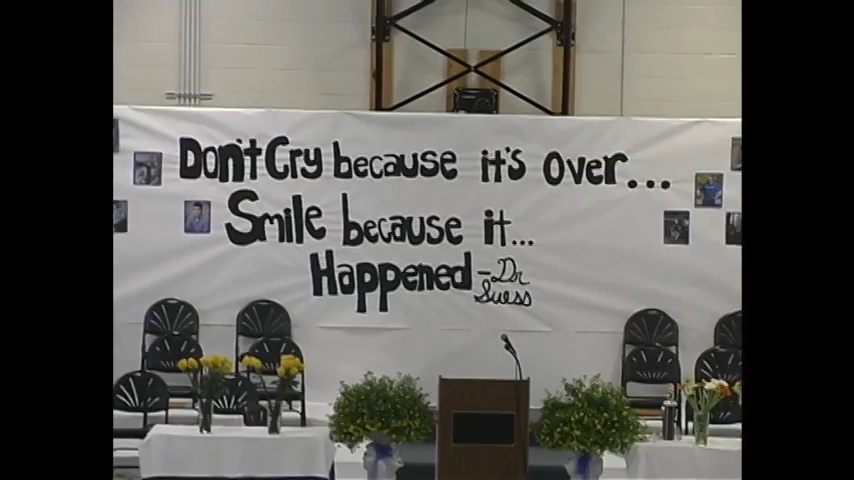 Don't Cry because it's over...
Smile because it...
Happened -Dr
Suess